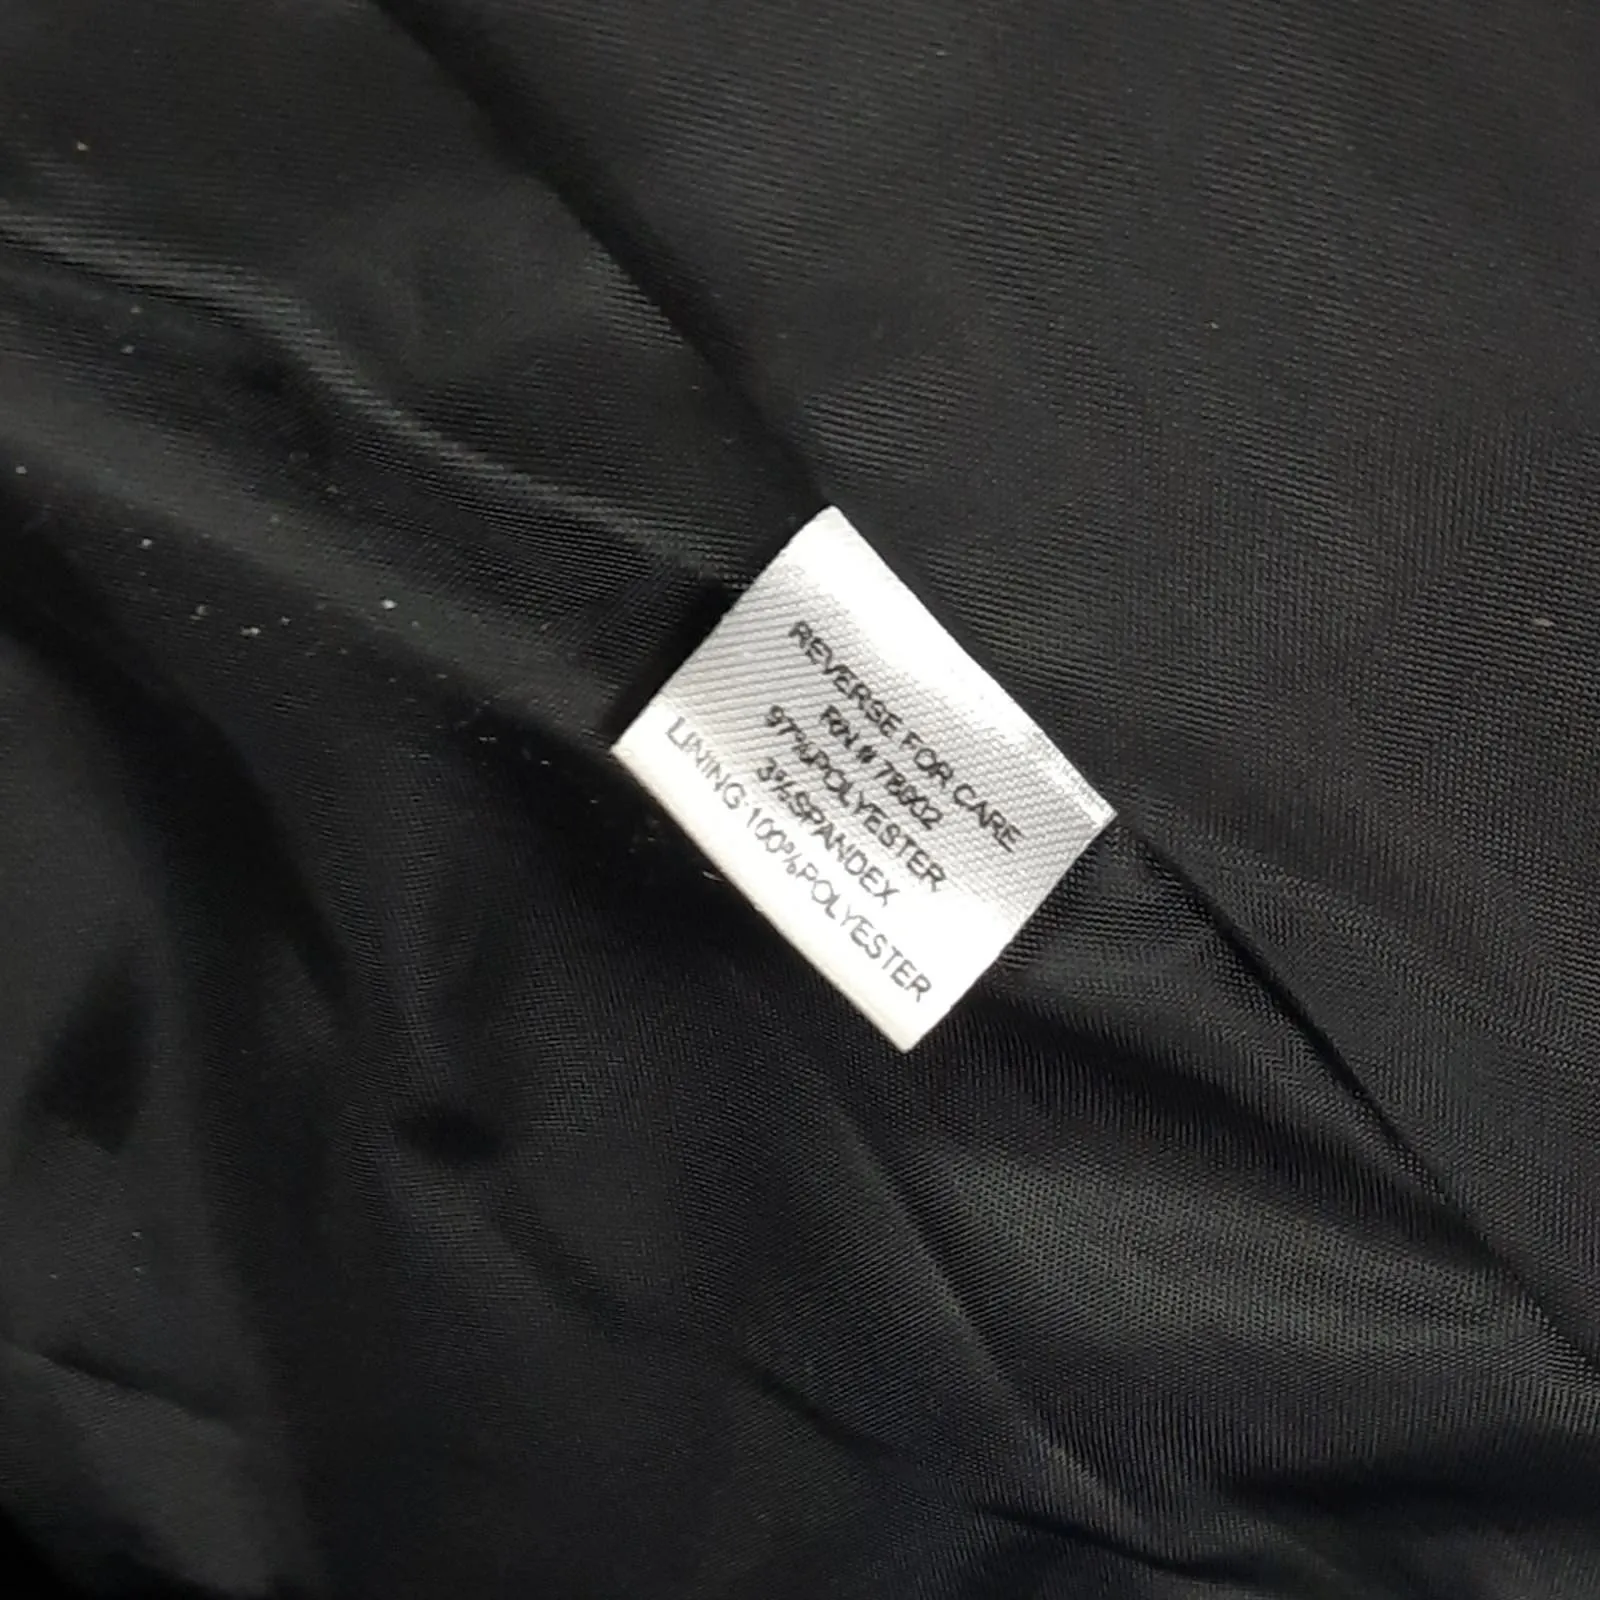 REVERSE FOR CARE
RN #
97%POLYESTER
3%SPANDEX
LINING:100%POLYESTER